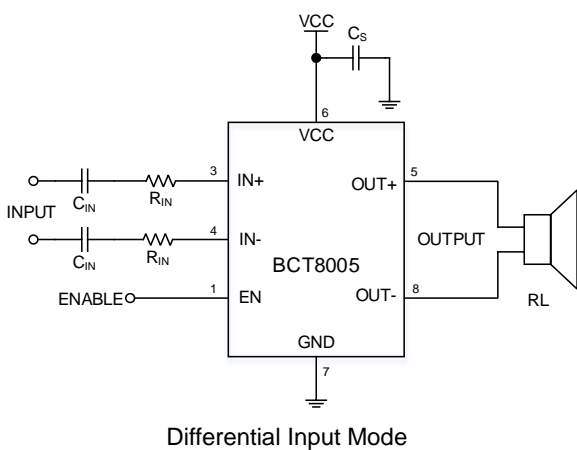 VCC
CS
6
VCC
3
IN+
5
OUT+
CIN
RIN
INPUT
4
IN-
OUTPUT
CIN
RIN
BCT8005
ENABLE
1
EN
OUT-
8
RL
GND
7
Differential Input Mode